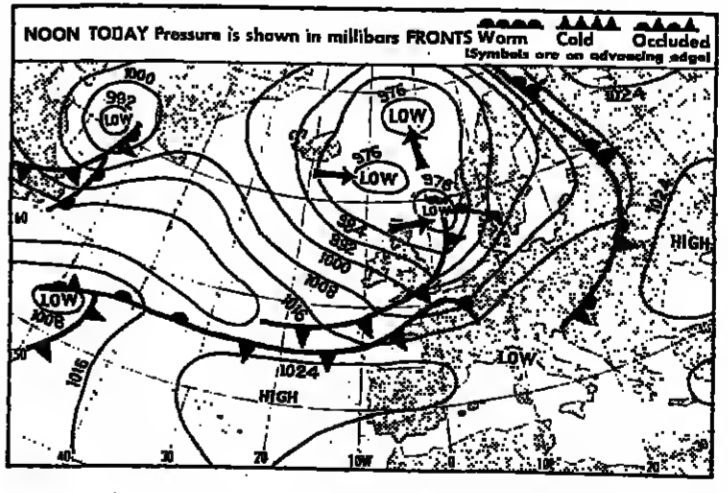 NOON TODAY Pressure is shown in millibars FRONTS Warm Cold Occluded
(Symbols are on advancing edge)
1000
992
LOW
976
LOW
1024
976
LOW
976
LOW
1024
HIGH
60
984
992
1000
1008
1016
LOW
1008
50
1016
1024
HIGH
LOW
40
30
20
10W
0
10E
20